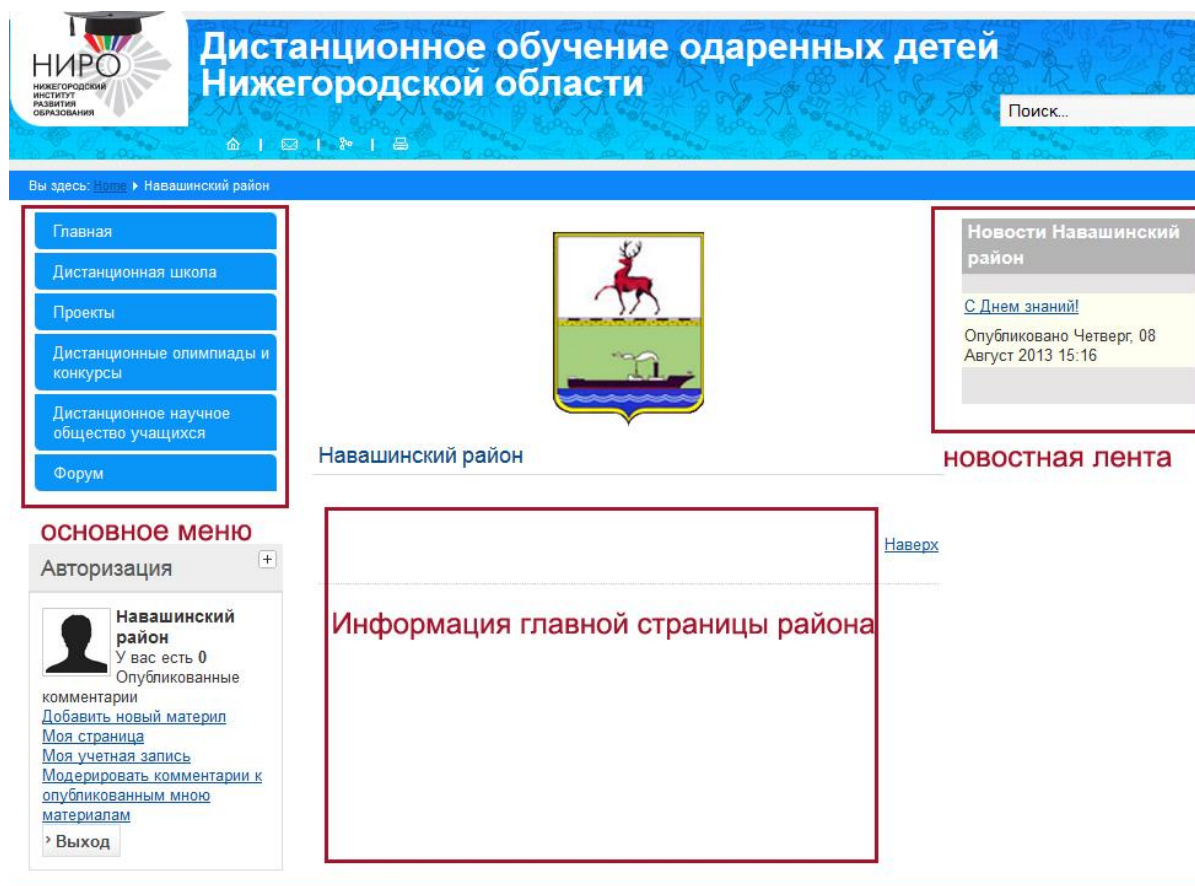 НИРО
НИЖЕГОРОДСКИЙ
ИНСТИТУТ
РАЗВИТИЯ
ОБРАЗОВАНИЯ
Дистанционное обучение одаренных детей
Нижегородской области
Поиск...
Вы здесь: Home Навашинский район
Главная
Дистанционная школа
Проекты
Дистанционные олимпиады и
конкурсы
Дистанционное научное
общество учащихся
Форум
основное меню
Авторизация
Навашинский
район
У вас есть 0
Опубликованные
комментарии
Добавить новый материл
Моя страница
Моя учетная запись
Модерировать комментарии к
опубликованным мною
материалам
Выход
Навашинский район
Наверх
Информация главной страницы района
Новости Навашинский
район
С Днем знаний!
Опубликовано Четверг, 08
Август 2013 15:16
новостная лента